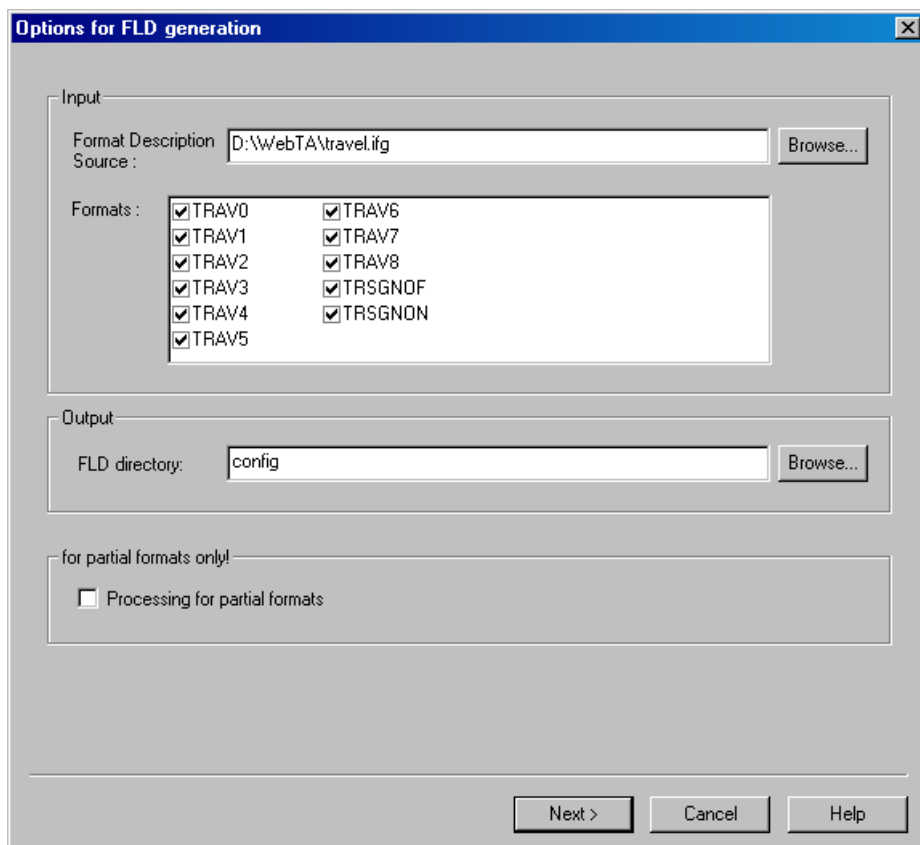 Options for FLD generation
Input
Format Description
Source :
D:\WebTA\travel.ifg
Browse...
Formats :
TRAV0
TRAV1
TRAV2
TRAV3
TRAV4
TRAV5
TRAV6
TRAV7
TRAV8
TRSGNOF
TRSGNON
Output
FLD directory:
config
Browse...
for partial formats only!
Processing for partial formats
Next >
Cancel
Help